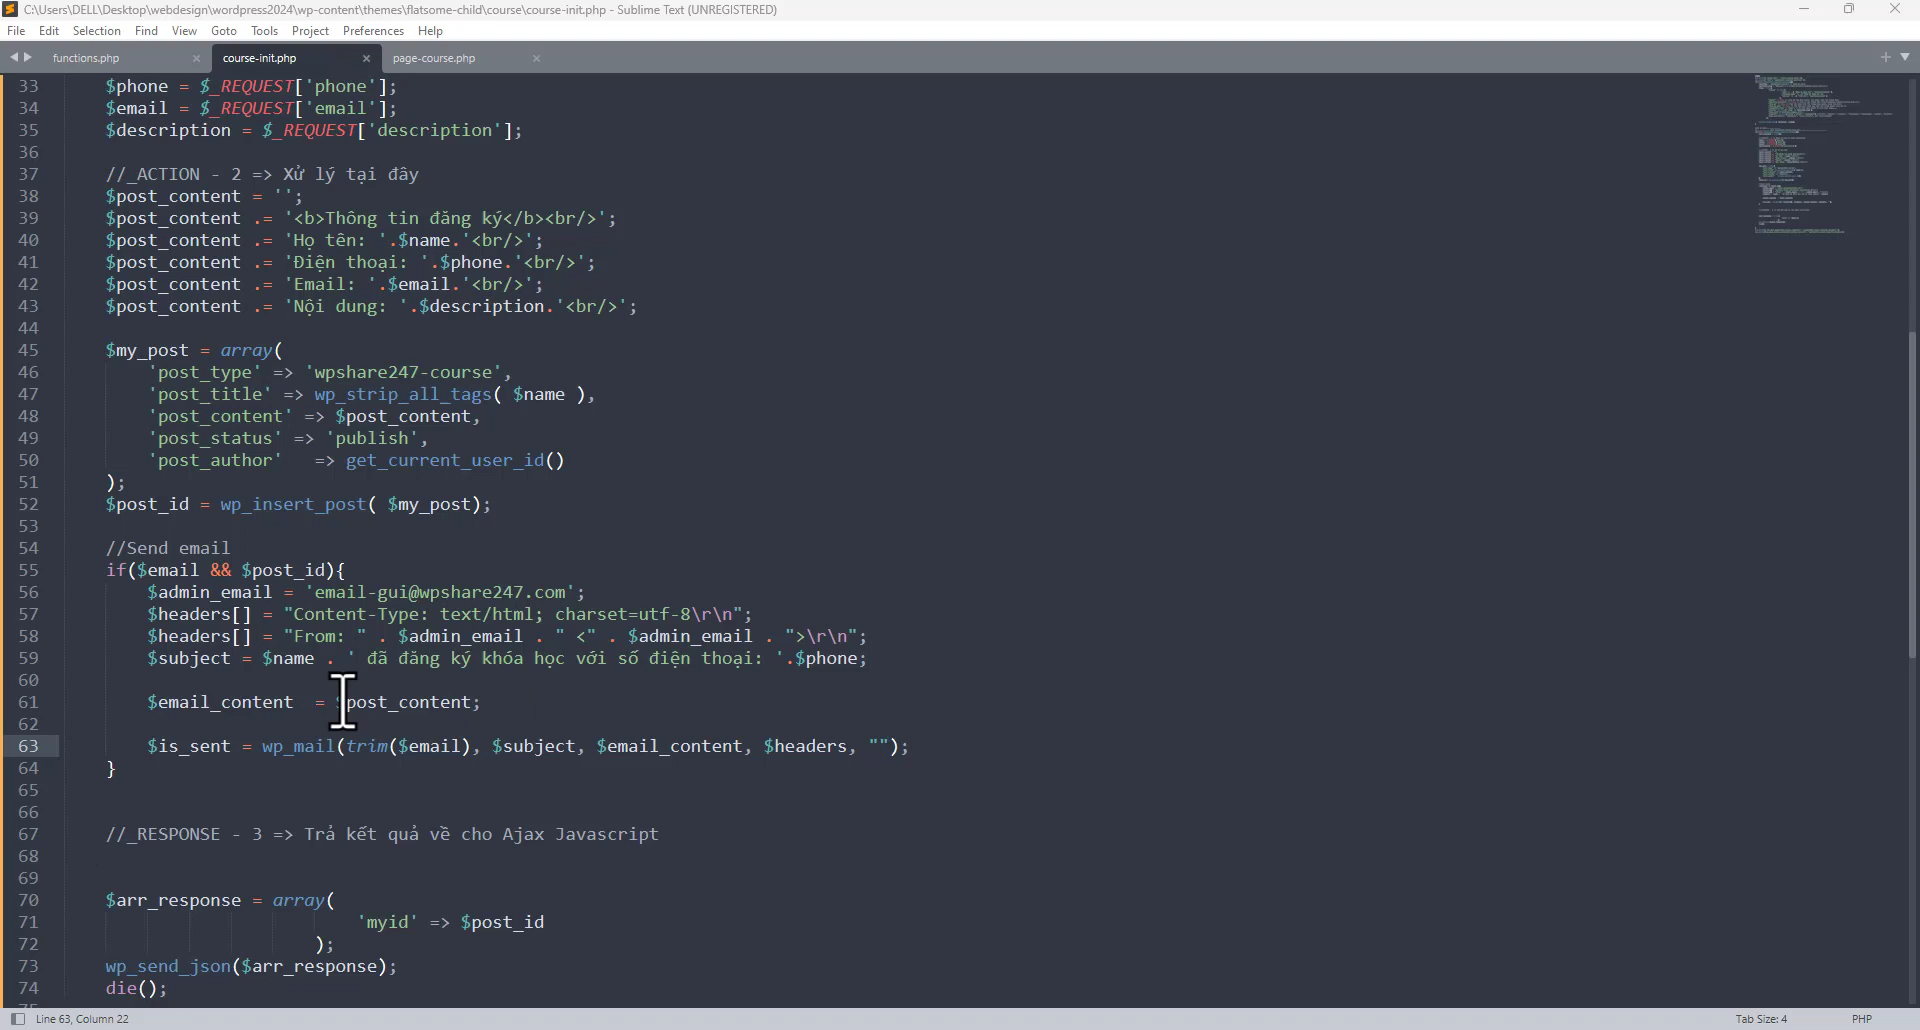 C:\Users\DELL\Desktop\webdesign\wordpress2024\wp-content\themes\flatsome-child\course\course-init.php - Sublime Text (UNREGISTERED)
File Edit Selection Find View Goto Tools Project Preferences Help
functions.php course-init.php page-course.php
33 $phone = $_REQUEST['phone'];
34 $email = $_REQUEST['email'];
35 $description = $_REQUEST['description'];
36
37 //_ACTION - 2 => Xử lý tại đây
38 $post_content = '';
39 $post_content .= '<b>Thông tin đăng ký</b><br/>';
40 $post_content .= 'Họ tên: '.$name.'<br/>';
41 $post_content .= 'Điện thoại: '.$phone.'<br/>';
42 $post_content .= 'Email: '.$email.'<br/>';
43 $post_content .= 'Nội dung: '.$description.'<br/>';
44
45 $my_post = array(
46 'post_type' => 'wpshare247-course',
47 'post_title' => wp_strip_all_tags( $name ),
48 'post_content' => $post_content,
49 'post_status' => 'publish',
50 'post_author' => get_current_user_id()
51 );
52 $post_id = wp_insert_post( $my_post);
53
54 //Send email
55 if($email && $post_id){
56 $admin_email = 'email-gui@wpshare247.com';
57 $headers[] = "Content-Type: text/html; charset=utf-8\r\n";
58 $headers[] = "From: " . $admin_email . " <" . $admin_email . ">\r\n";
59 $subject = $name . ' đã đăng ký khóa học với số điện thoại: '.$phone;
60
61 $email_content = $post_content;
62
63 $is_sent = wp_mail(trim($email), $subject, $email_content, $headers, "");
64 }
65
66
67 //_RESPONSE - 3 => Trả kết quả về cho Ajax Javascript
68
69
70 $arr_response = array(
71 'myid' => $post_id
72 );
73 wp_send_json($arr_response);
74 die();
Line 63, Column 22 Tab Size: 4 PHP